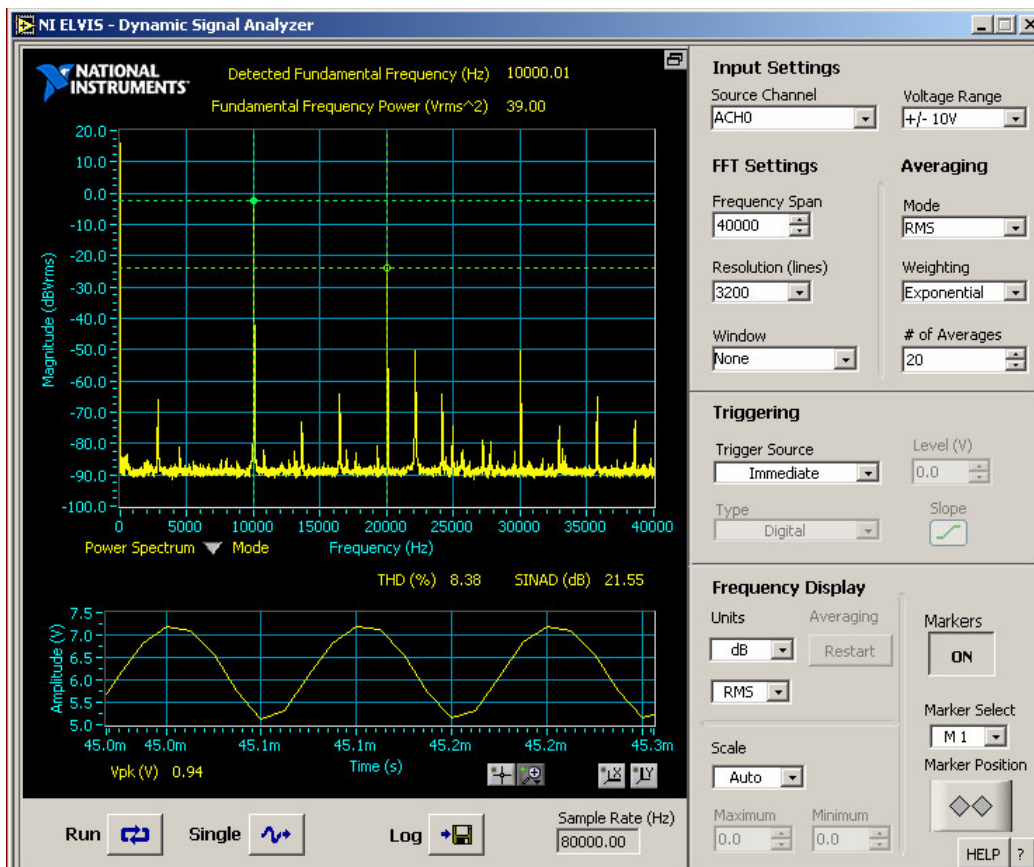 NI ELVIS - Dynamic Signal Analyzer
NATIONAL
INSTRUMENTS™
Detected Fundamental Frequency (Hz) 10000.01
Fundamental Frequency Power (Vrms^2) 39.00
Magnitude (dBVrms)
20.0
10.0
0.0
-10.0
-20.0
-30.0
-40.0
-50.0
-60.0
-70.0
-80.0
-90.0
-100.0
0 5000 10000 15000 20000 25000 30000 35000 40000
Power Spectrum Mode Frequency (Hz)
THD (%) 8.38 SINAD (dB) 21.55
Amplitude (V)
7.5
7.0
6.5
6.0
5.5
5.0
45.0m 45.0m 45.1m 45.1m 45.2m 45.2m 45.3m
Vpk (V) 0.94 Time (s)
X Y
Run Single Log
Sample Rate (Hz)
80000.00
Input Settings
Source Channel Voltage Range
ACH0 +/- 10V
FFT Settings Averaging
Frequency Span Mode
40000 RMS
Resolution (lines) Weighting
3200 Exponential
Window # of Averages
None 20
Triggering
Trigger Source Level (V)
Immediate 0.0
Type Slope
Digital
Frequency Display
Units Averaging Markers
dB Restart ON
RMS
Marker Select
M 1
Scale
Auto
Marker Position
Maximum Minimum
0.0 0.0
HELP ?